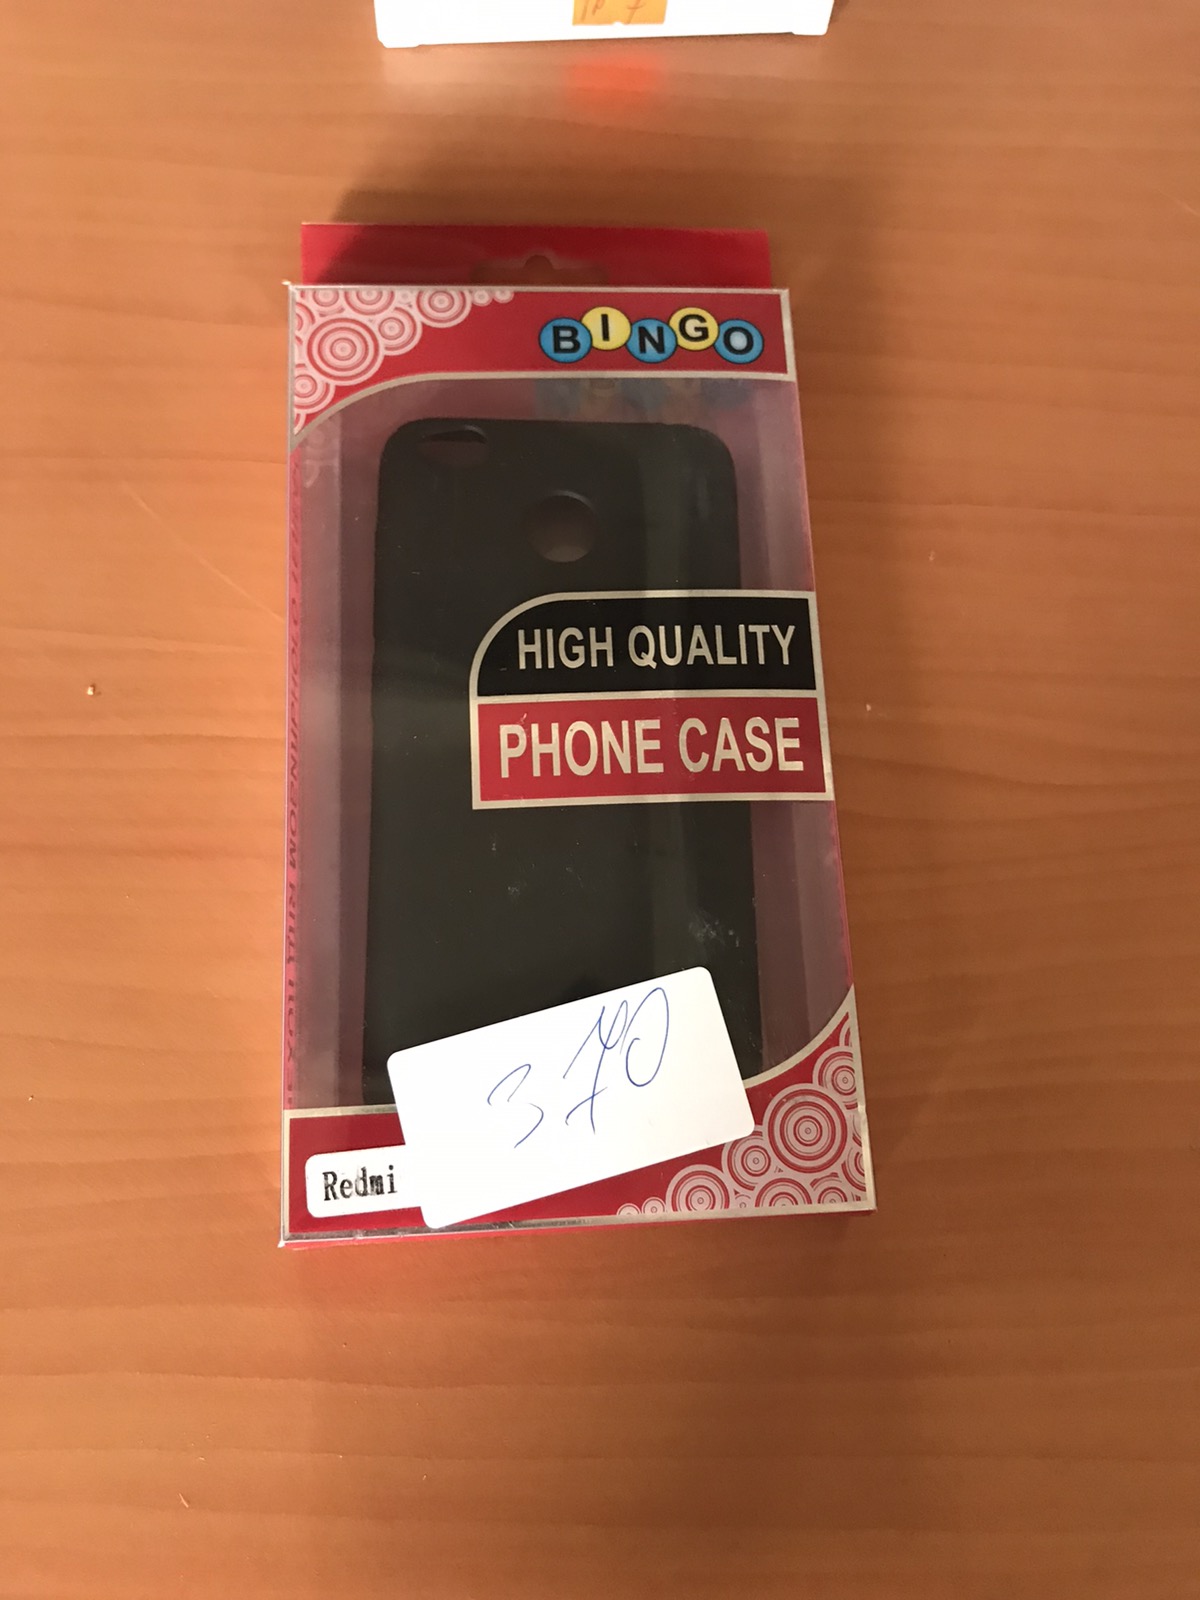 BINGO
HIGH QUALITY
PHONE CASE
370
Redmi